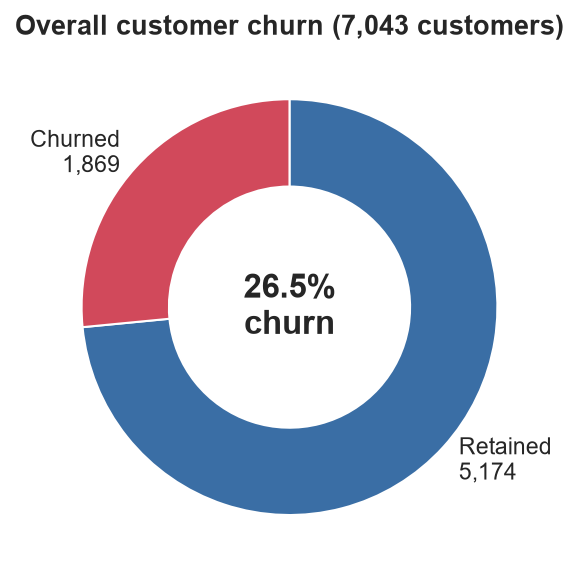 Overall customer churn (7,043 customers)
Churned
1,869
26.5%
churn
Retained
5,174